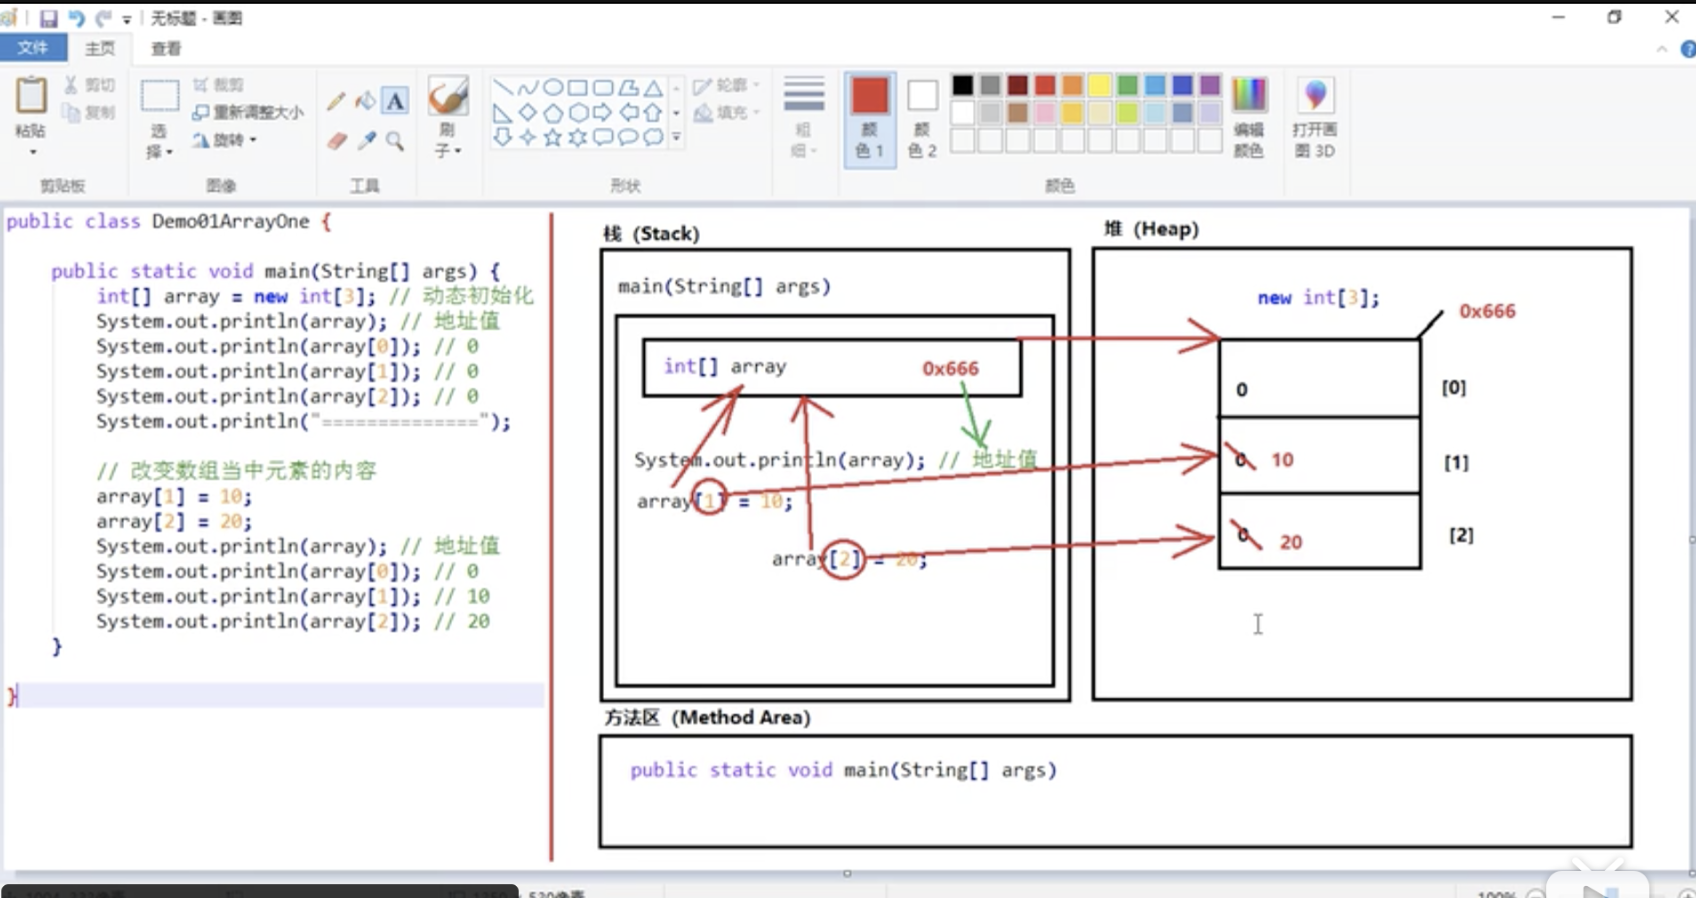 无标题 - 画图
文件 主页 查看
粘贴
剪切
复制
剪贴板
选择
裁剪
重新调整大小
旋转
图像
A
工具
刷子
轮廓
填充
形状
粗细
颜色 1
颜色 2
编辑颜色
打开画图 3D
颜色
public class Demo01ArrayOne {
public static void main(String[] args) {
int[] array = new int[3]; // 动态初始化
System.out.println(array); // 地址值
System.out.println(array[0]); // 0
System.out.println(array[1]); // 0
System.out.println(array[2]); // 0
System.out.println("==============");
// 改变数组当中元素的内容
array[1] = 10;
array[2] = 20;
System.out.println(array); // 地址值
System.out.println(array[0]); // 0
System.out.println(array[1]); // 10
System.out.println(array[2]); // 20
}
}
栈 (Stack)
main(String[] args)
int[] array 0x666
System.out.println(array); // 地址值
array[1] = 10;
array[2] = 20;
堆 (Heap)
new int[3];
0x666
0 [0]
0 10 [1]
0 20 [2]
方法区 (Method Area)
public static void main(String[] args)
100%